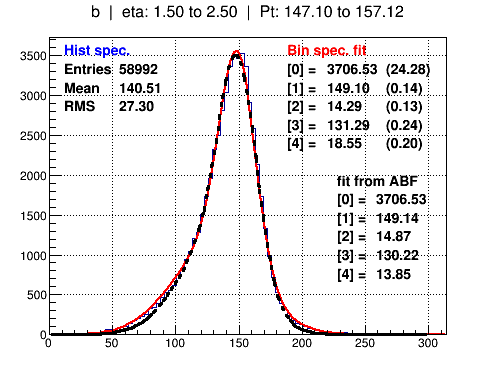 b | eta: 1.50 to 2.50 | Pt: 147.10 to 157.12
Hist spec.
Entries 58992
Mean 140.51
RMS 27.30
Bin spec. fit
[0] = 3706.53 (24.28)
[1] = 149.10 (0.14)
[2] = 14.29 (0.13)
[3] = 131.29 (0.24)
[4] = 18.55 (0.20)
fit from ABF
[0] = 3706.53
[1] = 149.14
[2] = 14.87
[3] = 130.22
[4] = 13.85
3500
3000
2500
2000
1500
1000
500
0
0 50 100 150 200 250 300